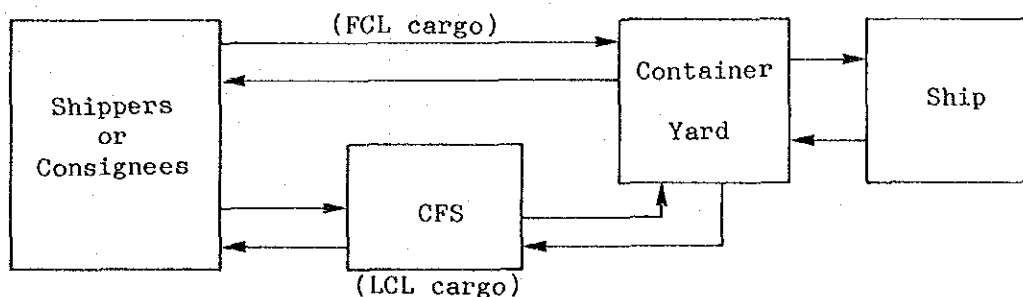 (FCL cargo)
Shippers
or
Consignees
Container
Yard
Ship
CFS
(LCL cargo)